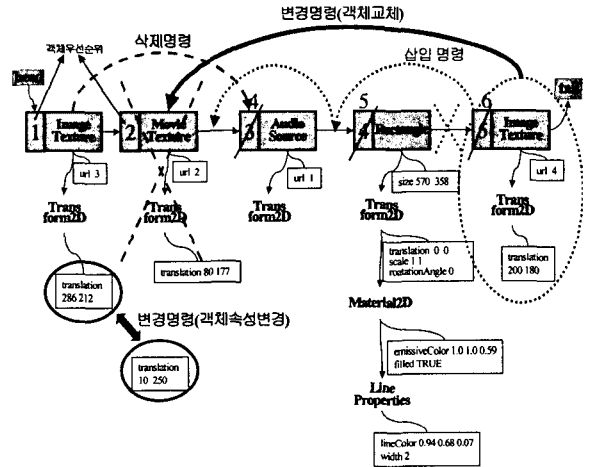 변경명령(객체교체)
객체우선순위
삭제명령
삽입 명령
head
tail
1
Image
Texture
2
Movie
Texture
4
3
Audio
Source
5
4
Rectangle
6
5
Image
Texture
url 3
url 2
url 1
size 570 358
url 4
Trans
form2D
Trans
form2D
Trans
form2D
Trans
form2D
Trans
form2D
translation
286 212
translation 80 177
translation 0 0
scale 1 1
roetationAngle 0
translation
200 180
변경명령(객체속성변경)
translation
10 250
Material2D
emissiveColor 1.0 1.0 0.59
filled TRUE
Line
Properties
lineColor 0.94 0.68 0.07
width 2